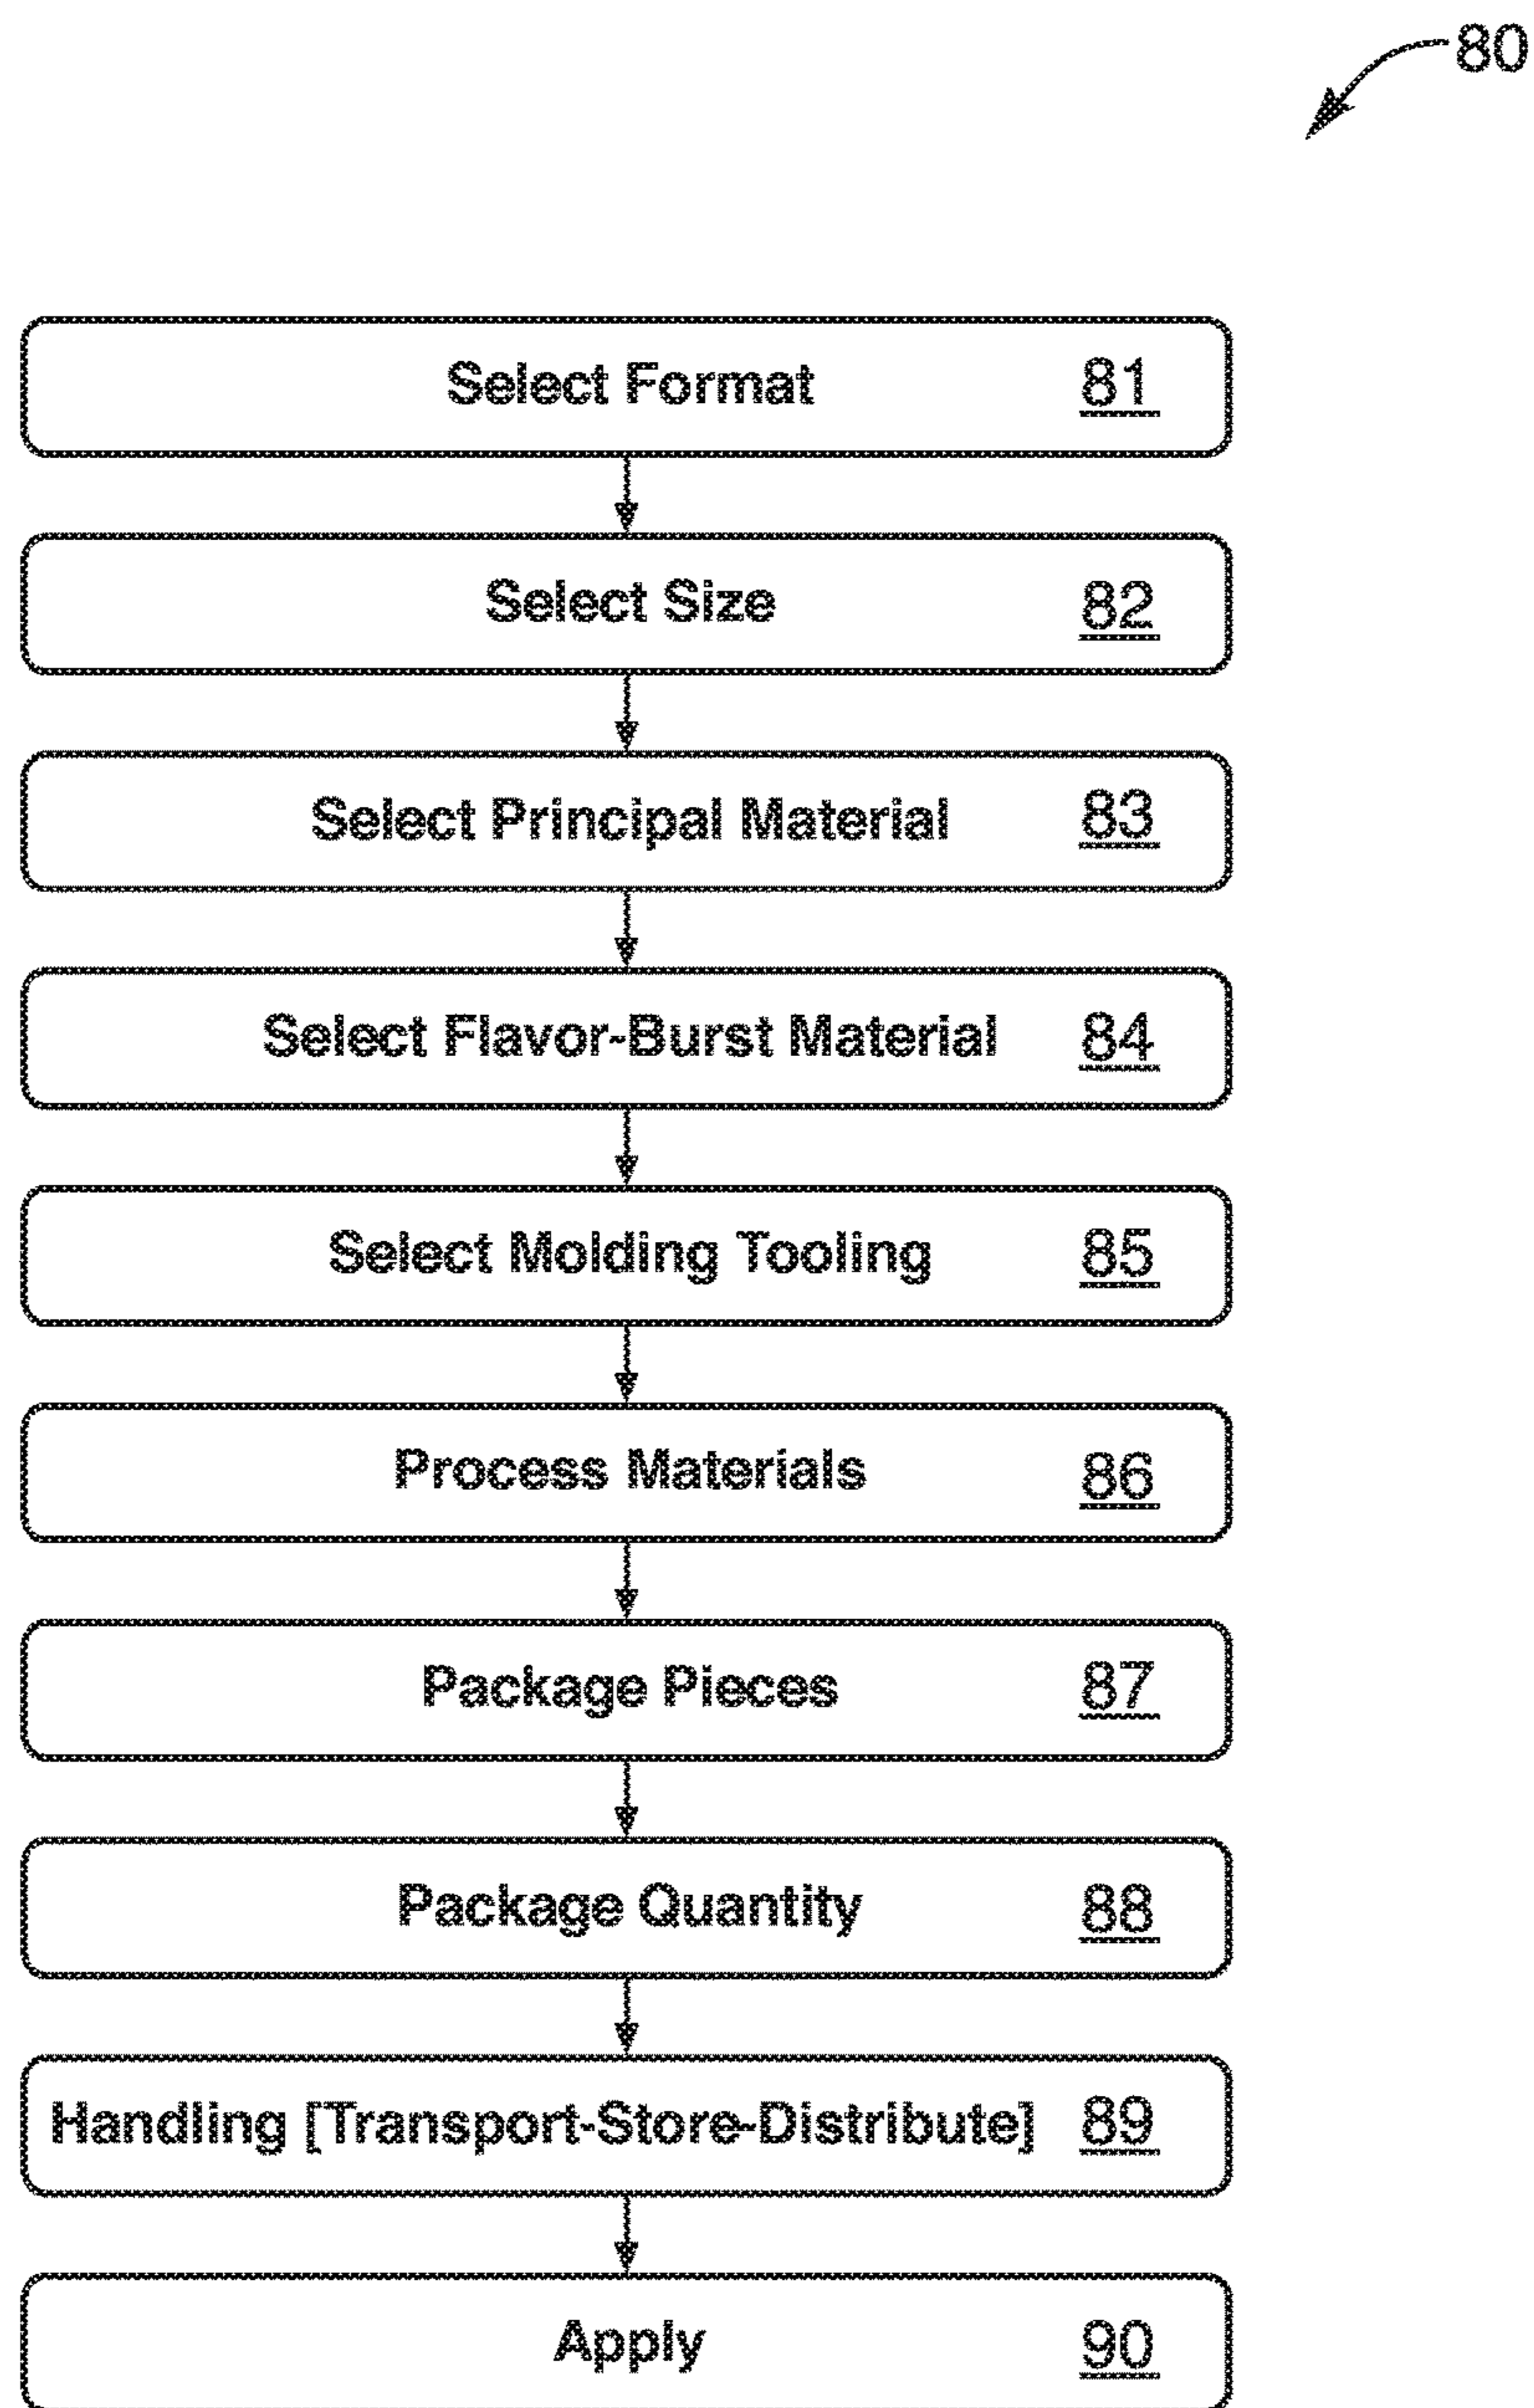 80
Select Format 81
Select Size 82
Select Principal Material 83
Select Flavor-Burst Material 84
Select Molding Tooling 85
Process Materials 86
Package Pieces 87
Package Quantity 88
Handling [Transport-Store-Distribute] 89
Apply 90